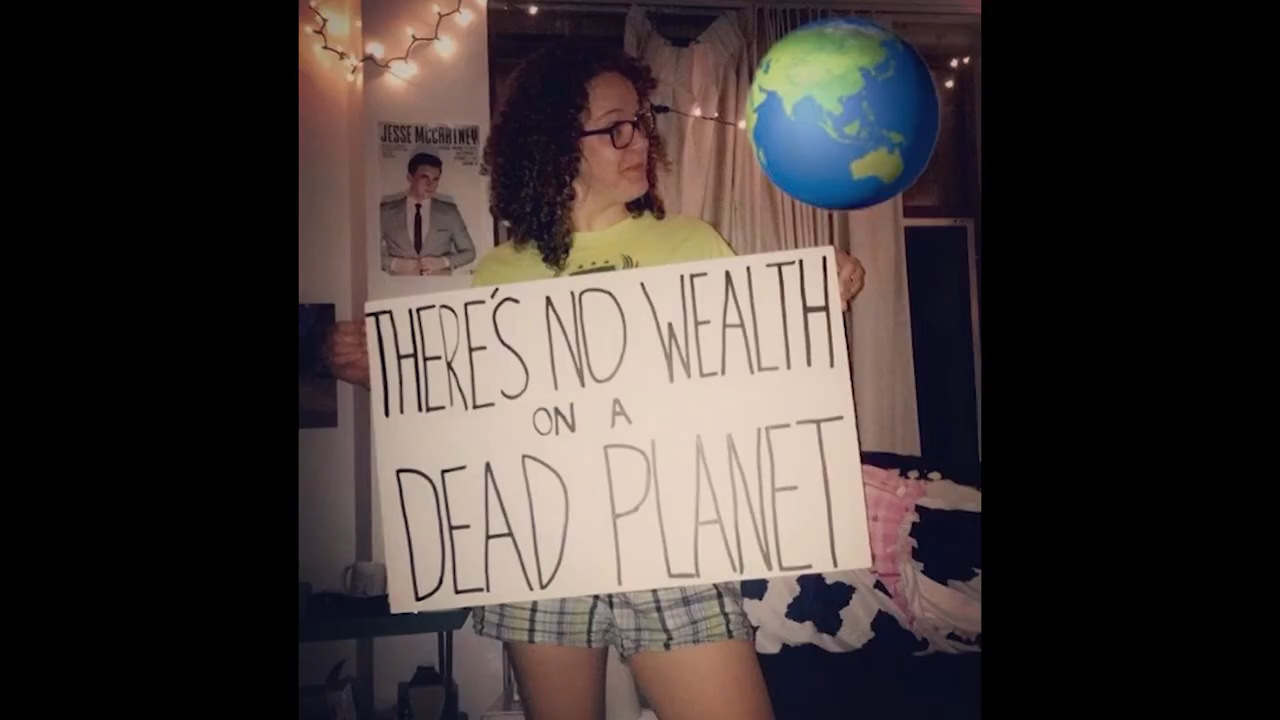 JESSE MCCARTNEY
THERE'S NO WEALTH
ON A
DEAD PLANET